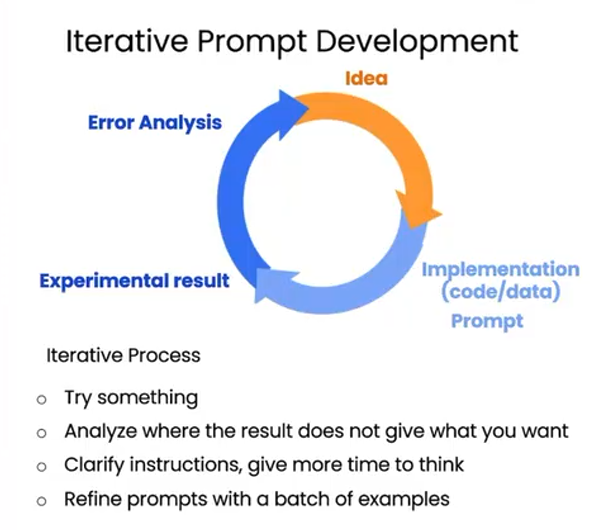 Iterative Prompt Development
Idea
Error Analysis
Experimental result
Implementation
(code/data)
Prompt
Iterative Process
Try something
Analyze where the result does not give what you want
Clarify instructions, give more time to think
Refine prompts with a batch of examples